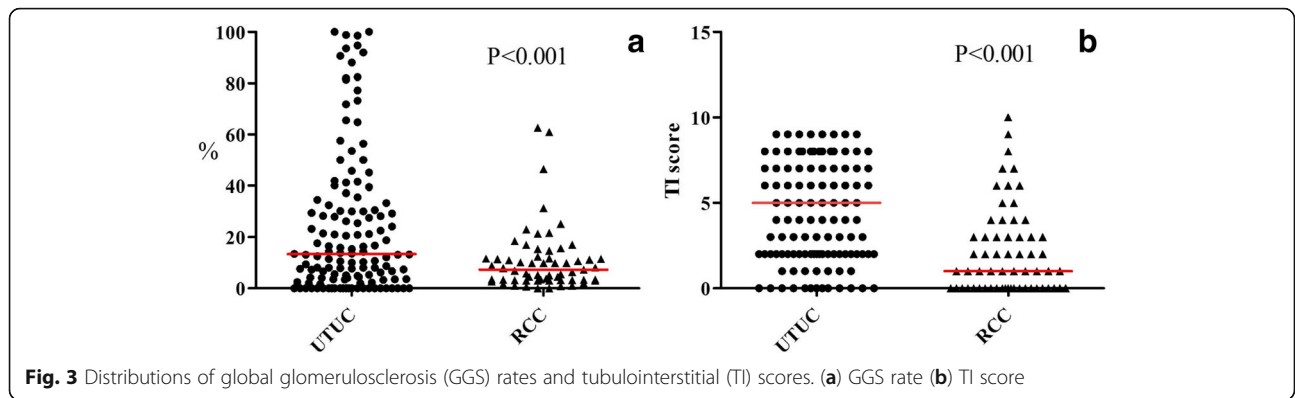 a
P<0.001
100
80
60
%
40
20
0
UTUC
RCC
b
P<0.001
15
10
TI score
5
0
UTUC
RCC
Fig. 3 Distributions of global glomerulosclerosis (GGS) rates and tubulointerstitial (TI) scores. (a) GGS rate (b) TI score